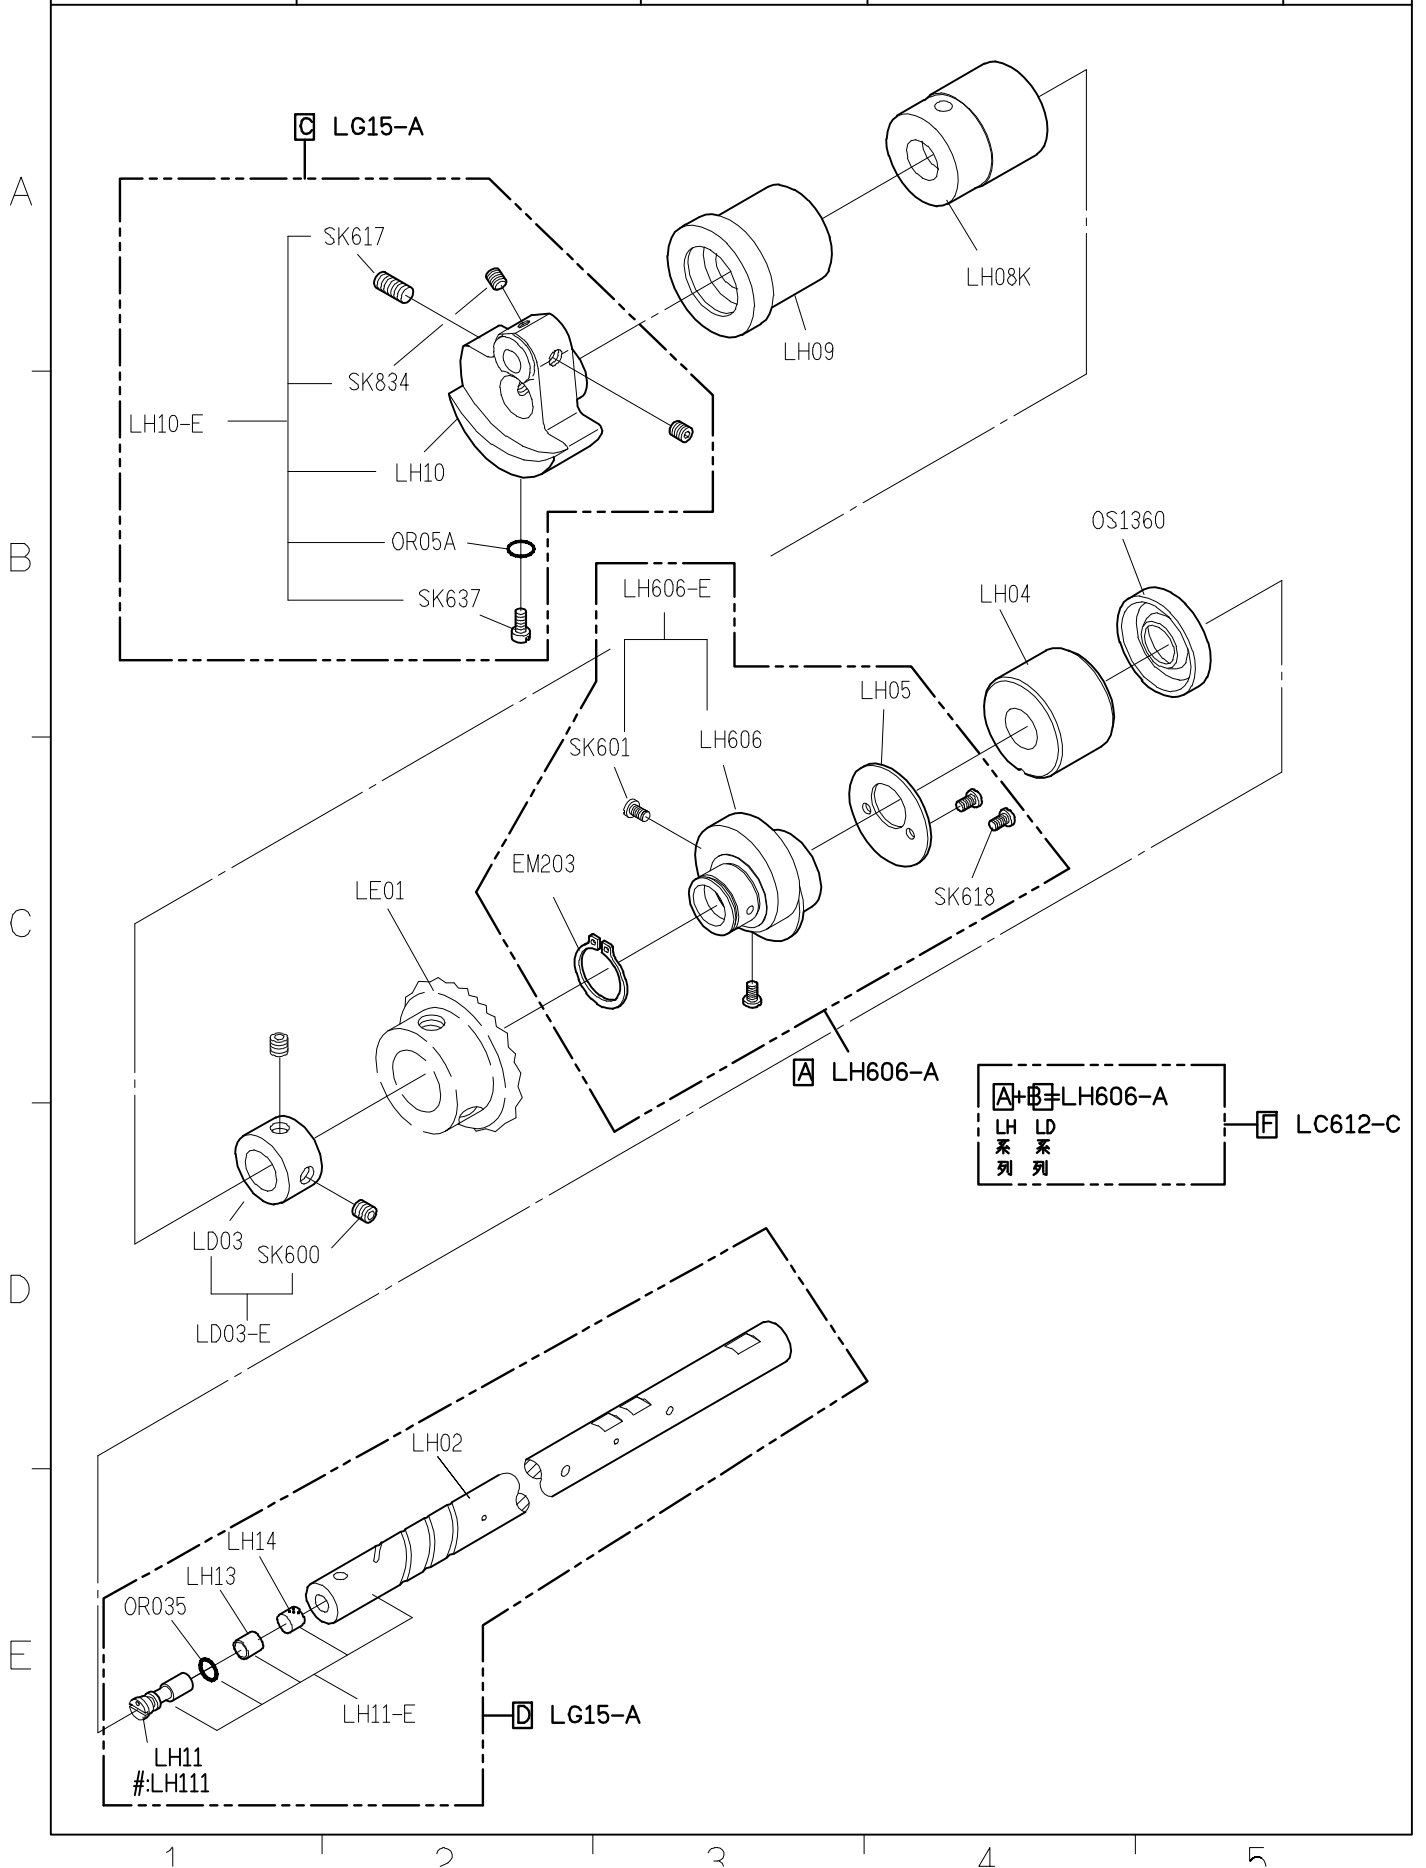 C LG15-A
A
SK617
LH08K
LH09
SK834
LH10-E
LH10
OS1360
OR05A
B
LH606-E
LH04
SK637
LH05
SK601
LH606
EM203
LE01
SK618
C
A LH606-A
A+B=LH606-A
LH LD
系 系
列 列
F LC612-C
LD03
SK600
D
LD03-E
LH02
LH14
LH13
OR035
E
LH11-E
D LG15-A
LH11
#:LH111
1 2 3 4 5